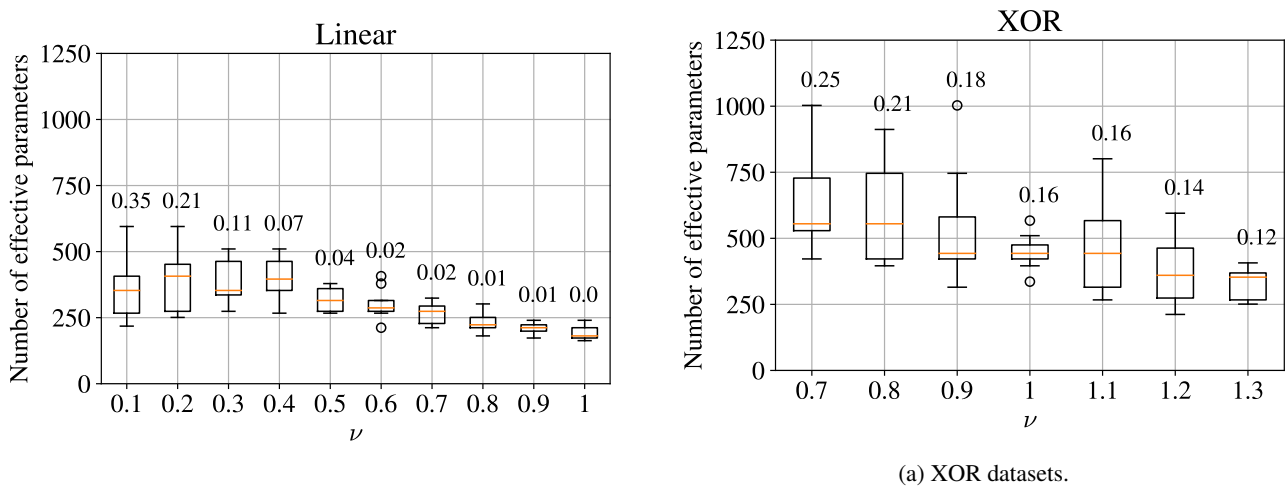 Linear
Number of effective parameters
1250
1000
750
500
250
0
0.35 0.21 0.11 0.07 0.04 0.02 0.02 0.01 0.01 0.0
0.1 0.2 0.3 0.4 0.5 0.6 0.7 0.8 0.9 1
ν
XOR
Number of effective parameters
1250
1000
750
500
250
0
0.25 0.21 0.18 0.16 0.16 0.14 0.12
0.7 0.8 0.9 1 1.1 1.2 1.3
ν
(a) XOR datasets.